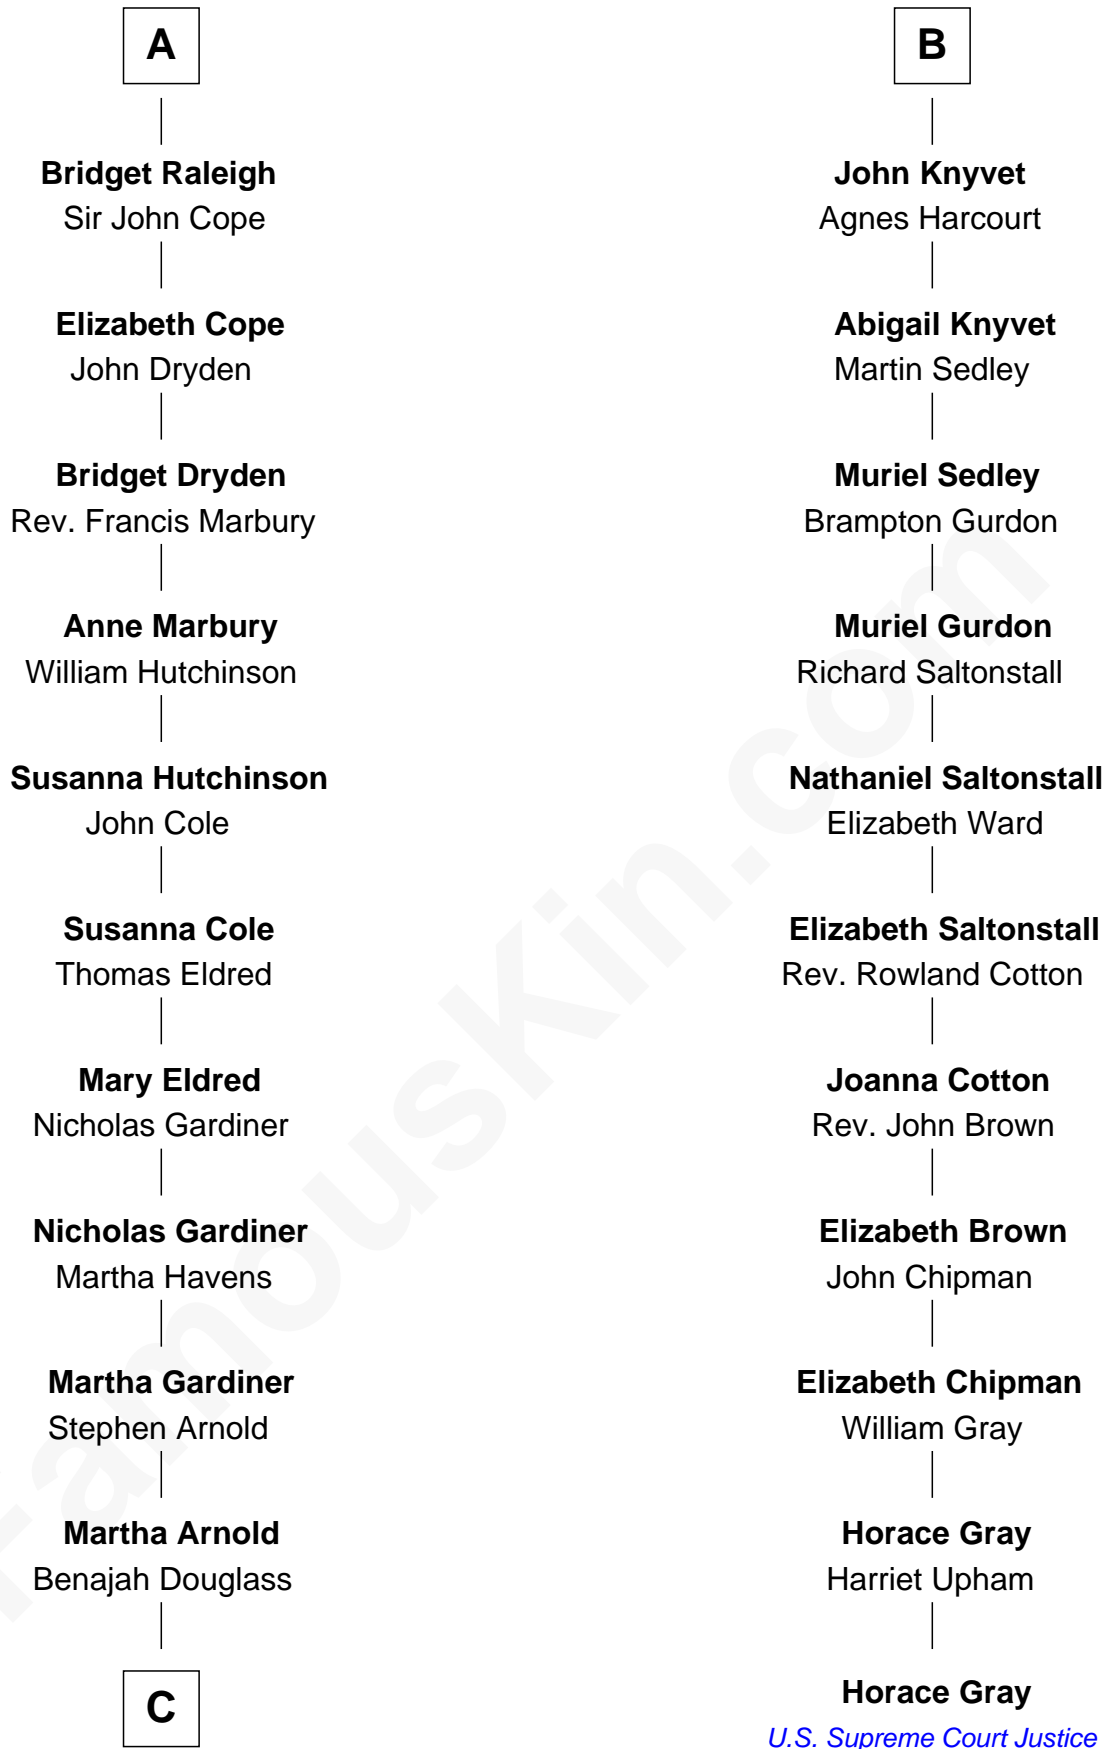 A
Bridget Raleigh
Sir John Cope
Elizabeth Cope
John Dryden
Bridget Dryden
Rev. Francis Marbury
Anne Marbury
William Hutchinson
Susanna Hutchinson
John Cole
Susanna Cole
Thomas Eldred
Mary Eldred
Nicholas Gardiner
Nicholas Gardiner
Martha Havens
Martha Gardiner
Stephen Arnold
Martha Arnold
Benajah Douglass
C
B
John Knyvet
Agnes Harcourt
Abigail Knyvet
Martin Sedley
Muriel Sedley
Brampton Gurdon
Muriel Gurdon
Richard Saltonstall
Nathaniel Saltonstall
Elizabeth Ward
Elizabeth Saltonstall
Rev. Rowland Cotton
Joanna Cotton
Rev. John Brown
Elizabeth Brown
John Chipman
Elizabeth Chipman
William Gray
Horace Gray
Harriet Upham
Horace Gray
U.S. Supreme Court Justice
FamousKin.com